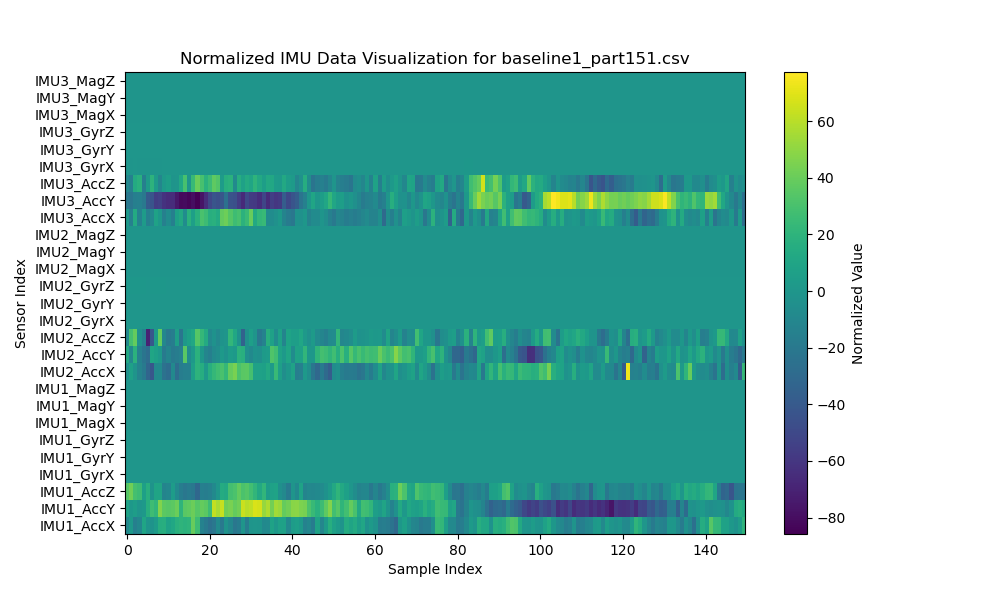 Normalized IMU Data Visualization for baseline1_part151.csv
IMU3_MagZ
IMU3_MagY
IMU3_MagX
IMU3_GyrZ
IMU3_GyrY
IMU3_GyrX
IMU3_AccZ
IMU3_AccY
IMU3_AccX
IMU2_MagZ
IMU2_MagY
IMU2_MagX
IMU2_GyrZ
IMU2_GyrY
IMU2_GyrX
IMU2_AccZ
IMU2_AccY
IMU2_AccX
IMU1_MagZ
IMU1_MagY
IMU1_MagX
IMU1_GyrZ
IMU1_GyrY
IMU1_GyrX
IMU1_AccZ
IMU1_AccY
IMU1_AccX
Sensor Index
0 20 40 60 80 100 120 140
Sample Index
60
40
20
0
−20
−40
−60
−80
Normalized Value